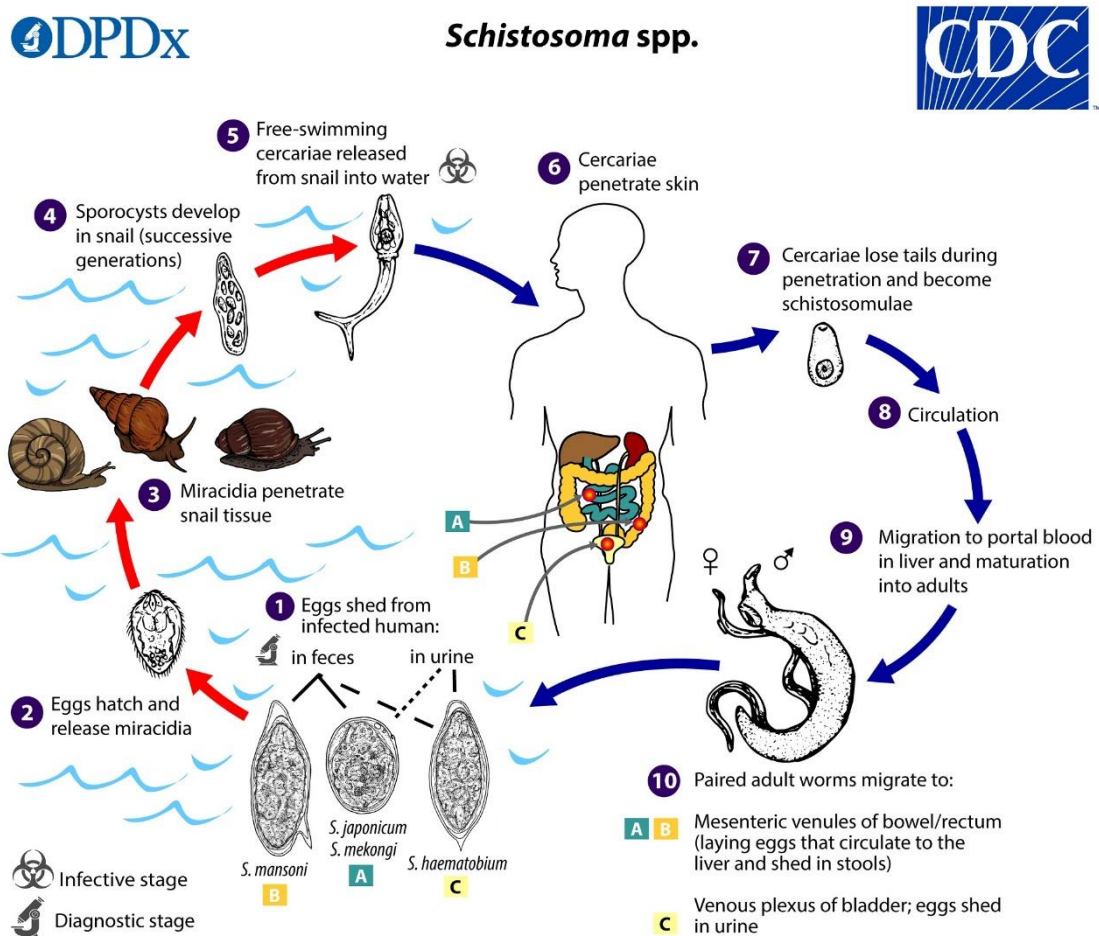 DPDx
Schistosoma spp.
CDC
TM
5 Free-swimming
cercariae released
from snail into water
6 Cercariae
penetrate skin
4 Sporocysts develop
in snail (successive
generations)
7 Cercariae lose tails during
penetration and become
schistosomulae
8 Circulation
3 Miracidia penetrate
snail tissue
A
B
C
9 Migration to portal blood
in liver and maturation
into adults
♀ ♂
1 Eggs shed from
infected human:
in feces in urine
2 Eggs hatch and
release miracidia
S. mansoni
B
S. japonicum
S. mekongi
A
S. haematobium
C
10 Paired adult worms migrate to:
A B Mesenteric venules of bowel/rectum
(laying eggs that circulate to the
liver and shed in stools)
C Venous plexus of bladder; eggs shed
in urine
Infective stage
Diagnostic stage